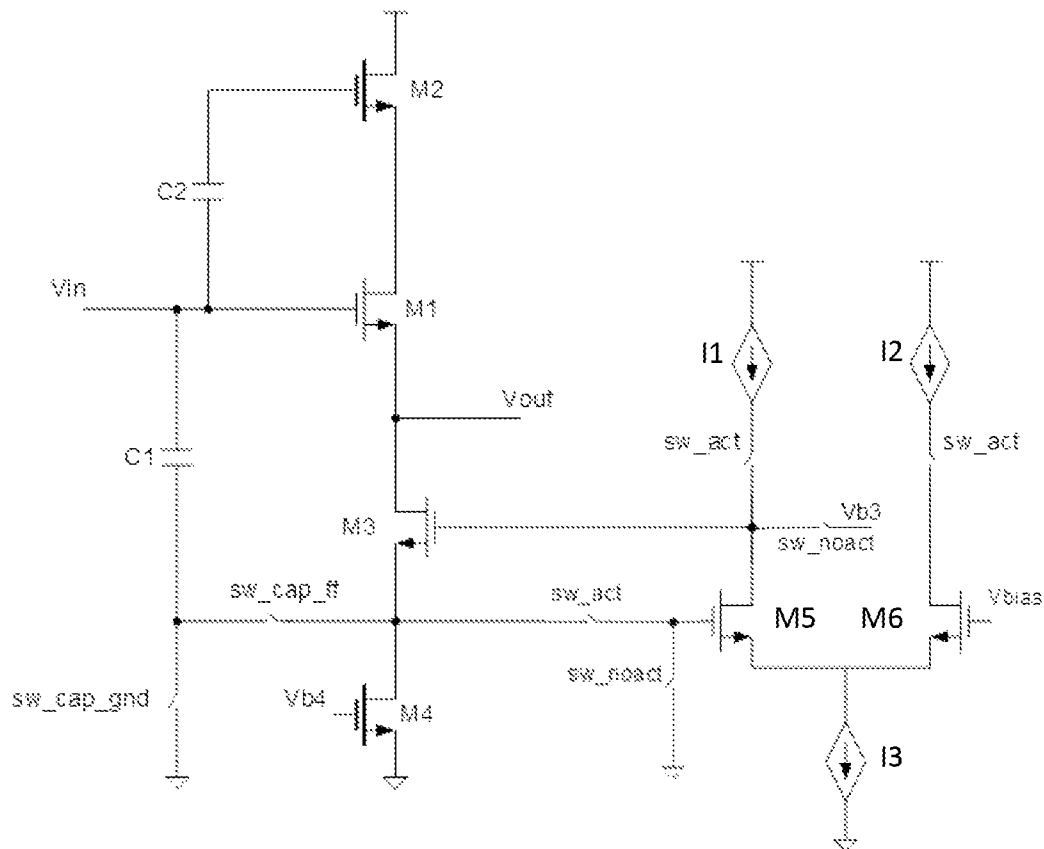 M2
C2
Vin
M1
I1
I2
Vout
C1
sw_act
sw_act
M3
Vb3
sw_noact
sw_cap_ff
sw_act
M5
M6
Vbias
sw_noact
sw_cap_gnd
Vb4
M4
I3